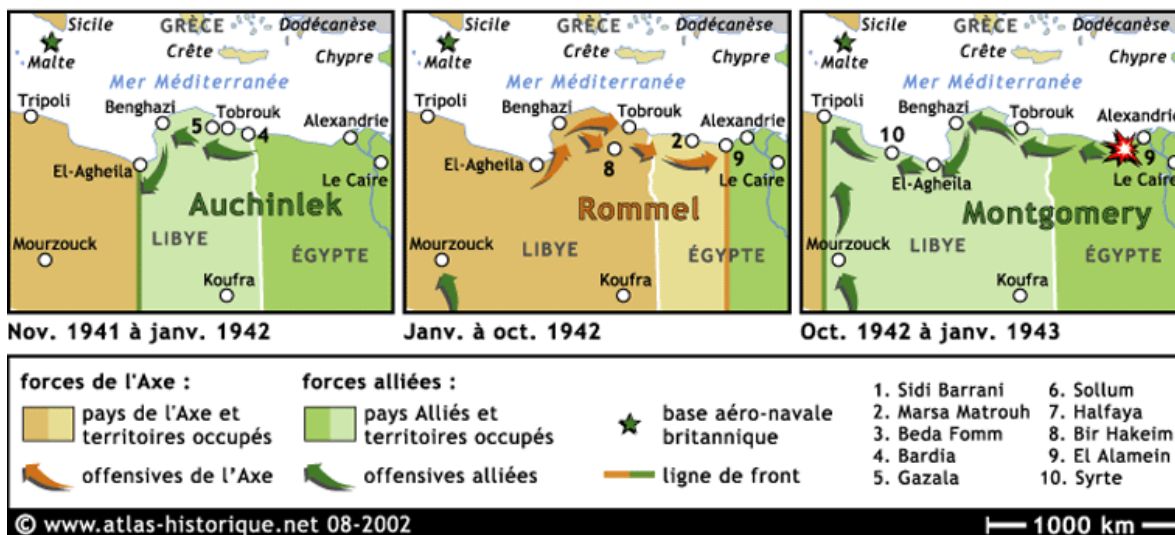 Sicile
GRÈCE
Dodécanèse
Malte
Crête
Chypre
Mer Méditerranée
Tripoli
Benghazi
Tobrouk
Alexandrie
5
4
El-Agheila
Le Caire
Auchinlek
Mourzouck
LIBYE
ÉGYPTE
Koufra
Nov. 1941 à janv. 1942
Sicile
GRÈCE
Dodécanèse
Malte
Crête
Chypre
Mer Méditerranée
Tripoli
Benghazi
Tobrouk
Alexandrie
2
9
El-Agheila
8
Le Caire
Rommel
Mourzouck
LIBYE
ÉGYPTE
Koufra
Janv. à oct. 1942
Sicile
GRÈCE
Dodécanèse
Malte
Crête
Chypre
Mer Méditerranée
Tripoli
Benghazi
Tobrouk
Alexandrie
10
9
El-Agheila
Le Caire
Montgomery
Mourzouck
LIBYE
ÉGYPTE
Koufra
Oct. 1942 à janv. 1943
forces de l'Axe :
pays de l'Axe et
territoires occupés
offensives de l'Axe
forces alliées :
pays Alliés et
territoires occupés
offensives alliées
base aéro-navale
britannique
ligne de front
1. Sidi Barrani
2. Marsa Matrouh
3. Beda Fomm
4. Bardia
5. Gazala
6. Sollum
7. Halfaya
8. Bir Hakeim
9. El Alamein
10. Syrte
© www.atlas-historique.net 08-2002
1000 km